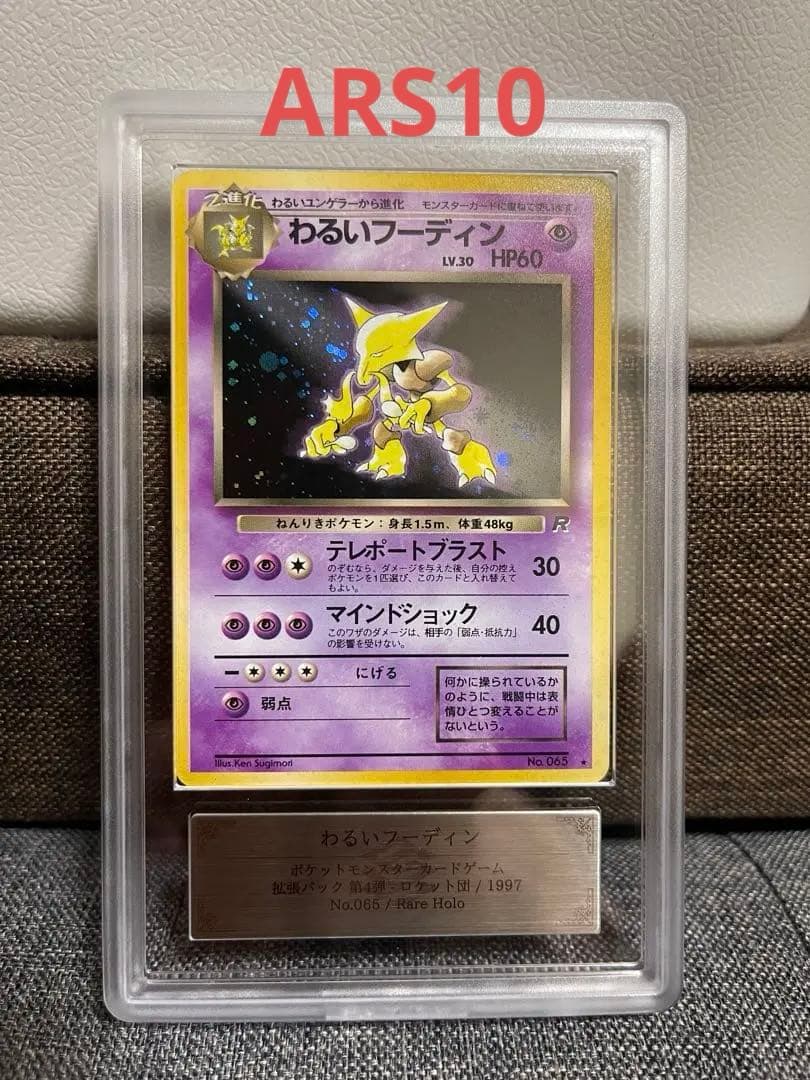 ARS10
2進化 わるいユンゲラーから進化 モンスターカードに重ねて使います。
わるいフーディン
LV.30 HP60
ねんりきポケモン：身長1.5m、体重48kg
R
テレポートブラスト 30
のぞむなら、ダメージを与えた後、自分の控え
ポケモンを1匹選び、このカードと入れ替えて
もよい。
マインドショック 40
このワザのダメージは、相手の「弱点・抵抗力」
の影響を受けない。
にげる
弱点
何かに操られているか
のように、戦闘中は表
情ひとつ変えることが
ないという。
Illus.Ken Sugimori No. 065 ★
わるいフーディン
ポケットモンスターカードゲーム
拡張パック 第4弾 - ロケット団 / 1997
No.065 / Rare Holo